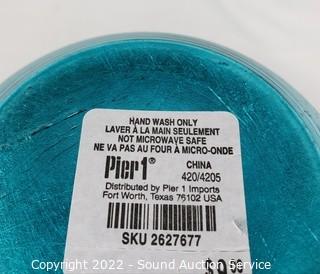 HAND WASH ONLY
LAVER À LA MAIN SEULEMENT
NOT MICROWAVE SAFE
NE VA PAS AU FOUR À MICRO-ONDE
Pier 1®
CHINA
420/4205
Distributed by Pier 1 Imports
Fort Worth, Texas 76102 USA
SKU 2627677
Copyright 2022 - Sound Auction Service